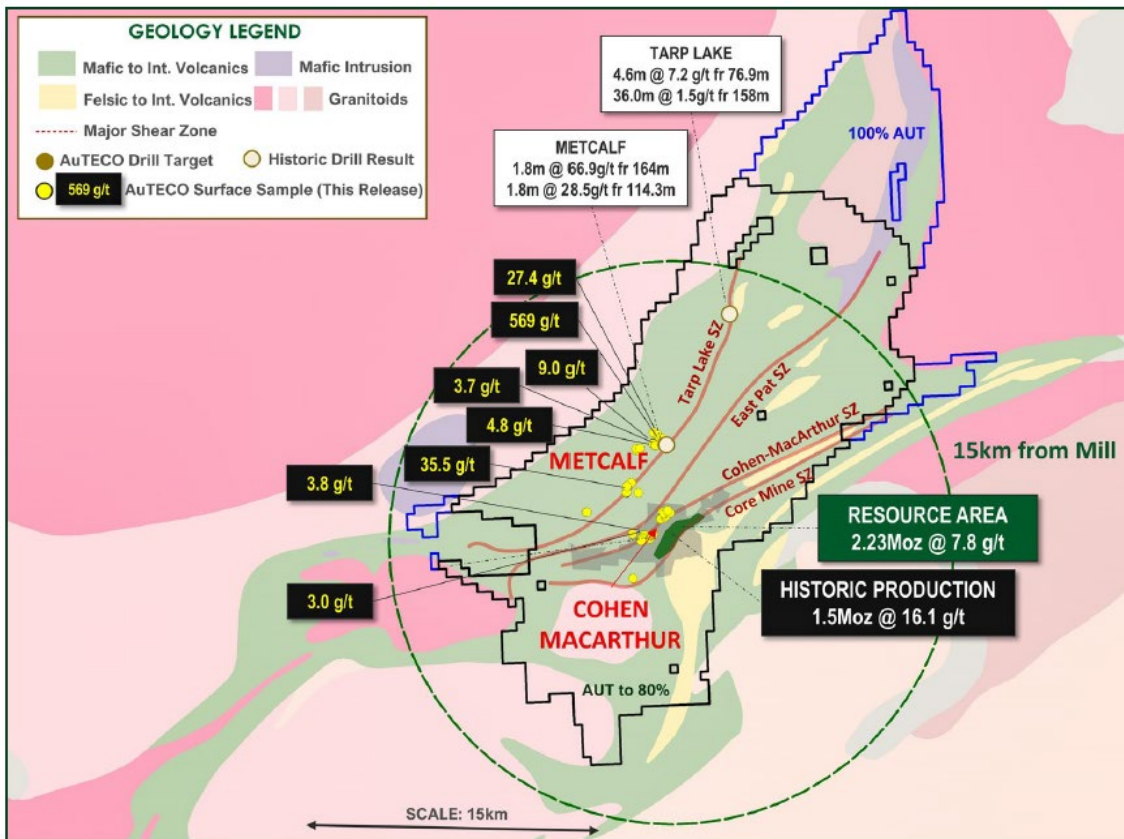 GEOLOGY LEGEND
Mafic to Int. Volcanics
Mafic Intrusion
Felsic to Int. Volcanics
Granitoids
Major Shear Zone
AuTECO Drill Target
Historic Drill Result
569 g/t
AuTECO Surface Sample (This Release)
TARP LAKE
4.6m @ 7.2 g/t fr 76.9m
36.0m @ 1.5g/t fr 158m
METCALF
1.8m @ 66.9g/t fr 164m
1.8m @ 28.5g/t fr 114.3m
100% AUT
27.4 g/t
569 g/t
9.0 g/t
3.7 g/t
4.8 g/t
35.5 g/t
3.8 g/t
3.0 g/t
Tarp Lake SZ
East Pat SZ
Cohen-MacArthur SZ
Core Mine SZ
METCALF
15km from Mill
RESOURCE AREA
2.23Moz @ 7.8 g/t
HISTORIC PRODUCTION
1.5Moz @ 16.1 g/t
COHEN
MACARTHUR
AUT to 80%
SCALE: 15km